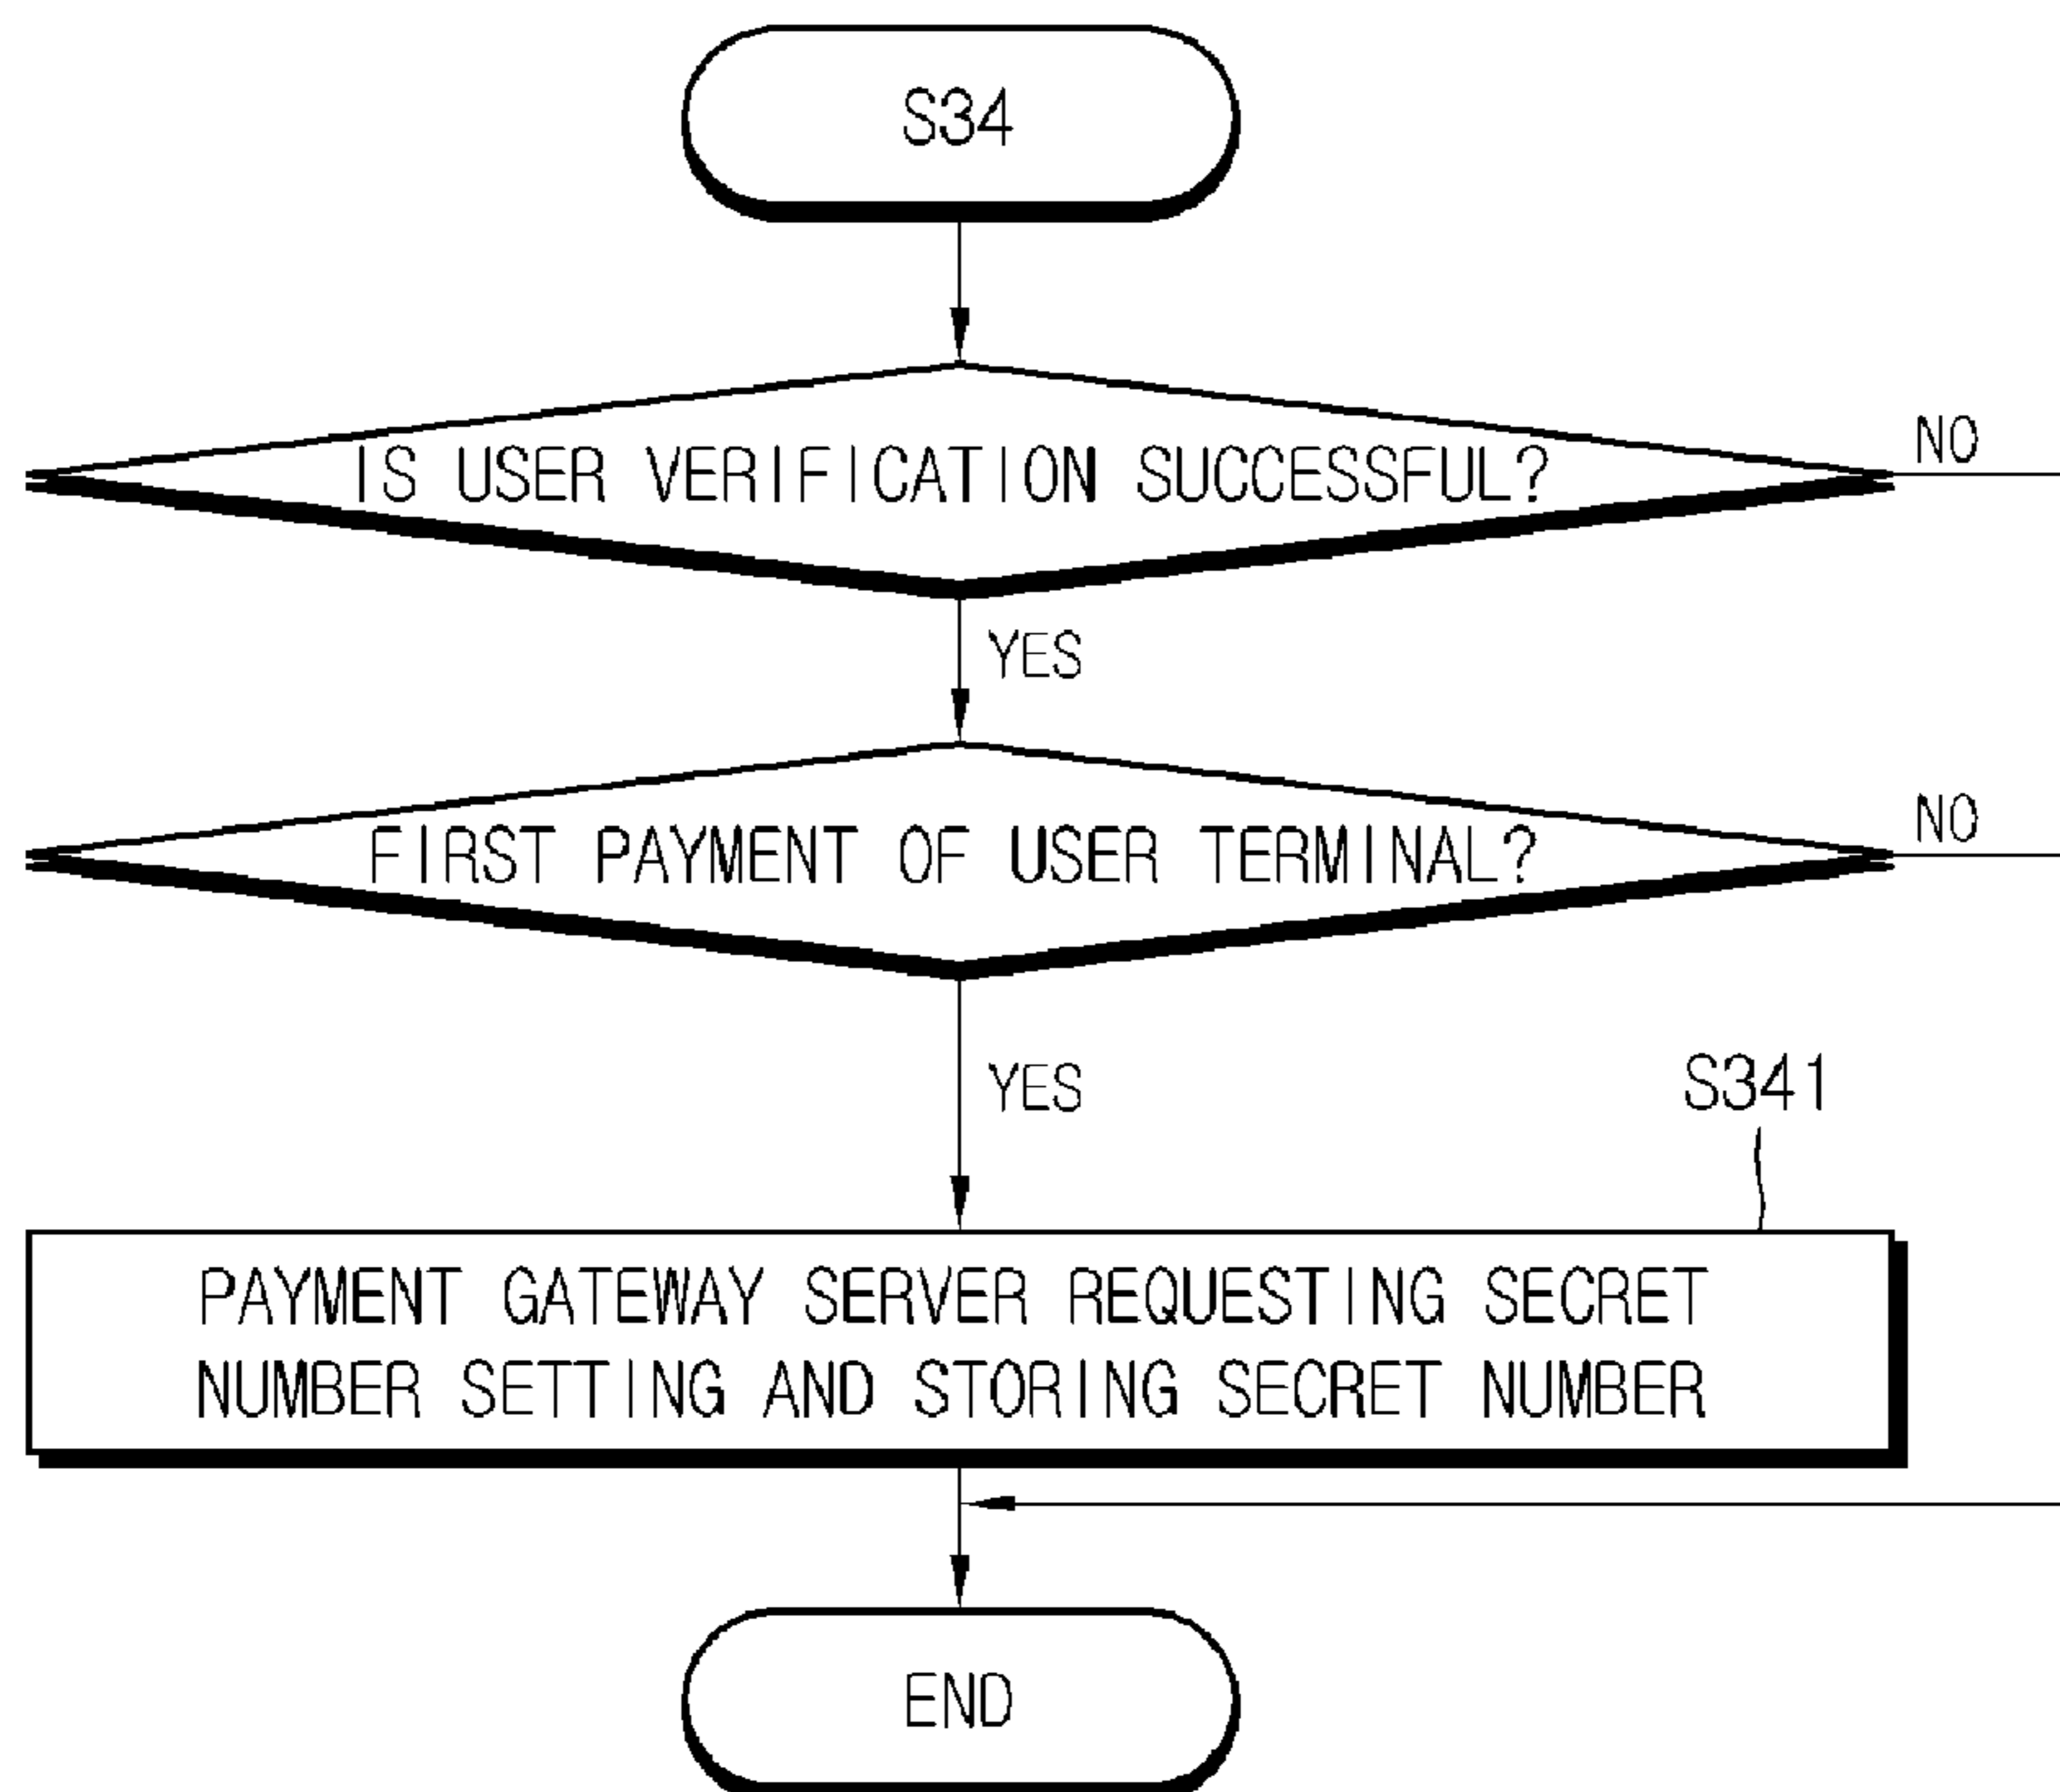 S34
IS USER VERIFICATION SUCCESSFUL?
NO
YES
FIRST PAYMENT OF USER TERMINAL?
NO
YES
S341
PAYMENT GATEWAY SERVER REQUESTING SECRET
NUMBER SETTING AND STORING SECRET NUMBER
END